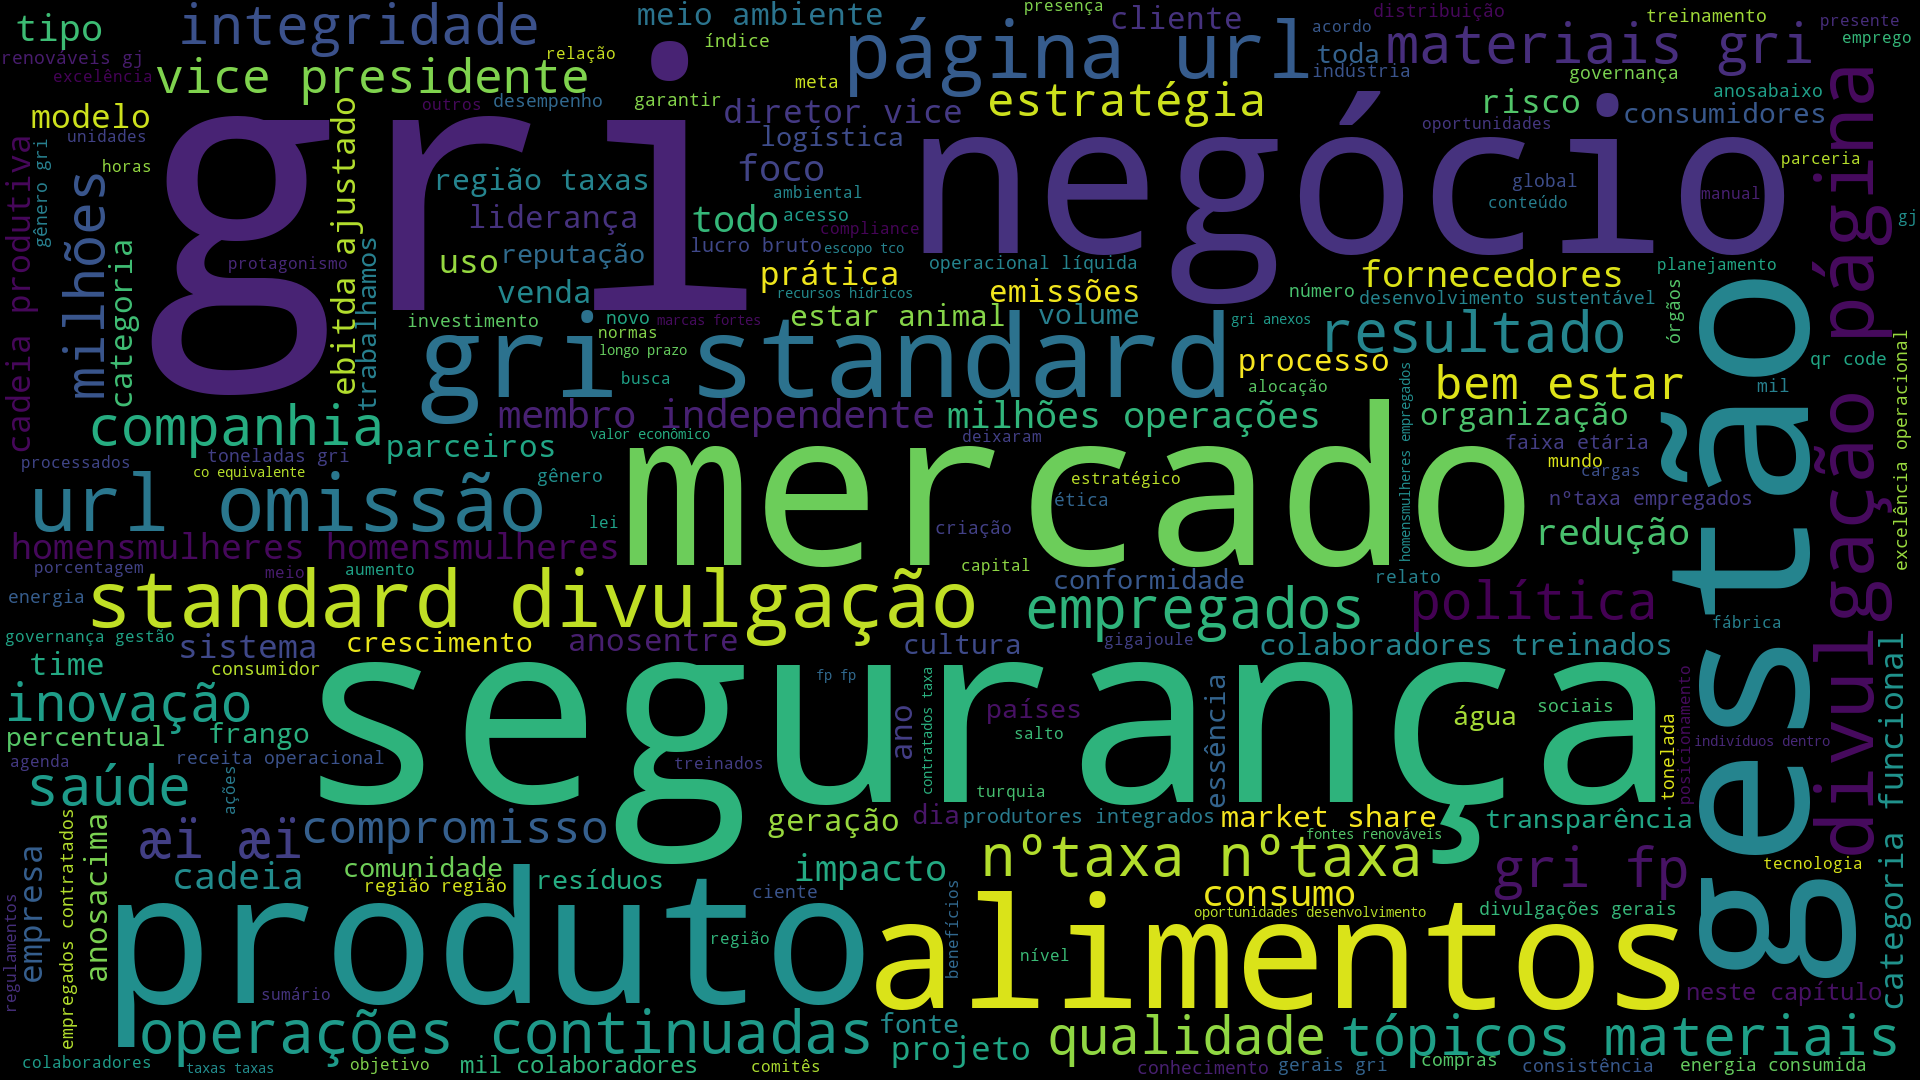 tipo
integridade
meio ambiente
presença
cliente
distribuição
treinamento
presente
acordo
emprego
renováveis gj
excelência
relação
índice
página url
toda
indústria
materiais gri
governança
vice presidente
meta
outros
desempenho
garantir
estratégia
risco
anosabaixo
consumidores
modelo
unidades
diretor vice
logística
oportunidades
gri
negócio
horas
foco
parceria
cadeia produtiva
gênero gri
milhões
ebitda ajustado
região taxas
ambiental
global
conteúdo
manual
página
liderança
todo
acesso
compliance
gj
categoria
trabalhamos
reputação
lucro bruto
escopo tco
uso
protagonismo
operacional líquida
prática
fornecedores
planejamento
venda
recursos hídricos
emissões
número
desenvolvimento sustentável
órgãos
investimento
novo
marcas fortes
estar animal
volume
gri anexos
normas
longo prazo
gri standard
resultado
processo
qr code
busca
alocação
bem estar
mil
excelência operacional
companhia
membro independente
milhões operações
homensmulheres empregados
organização
gestão
divulgação página
parceiros
valor econômico
deixaram
faixa etária
toneladas gri
processados
co equivalente
mundo
cargas
gênero
estratégico
url omissão
mercado
ética
nºtaxa empregados
lei
criação
redução
homensmulheres homensmulheres
porcentagem
meio
aumento
capital
conformidade
relato
energia
standard divulgação
empregados
política
fábrica
governança gestão
sistema
crescimento
anosentre
cultura
gigajoule
colaboradores treinados
time
consumidor
fp fp
contratados taxa
essência
tonelada
posicionamento
categoria funcional
inovação
segurança
ano
países
água
sociais
percentual
frango
salto
indivíduos dentro
agenda
receita operacional
treinados
saúde
ações
turquia
compromisso
geração
dia
produtores integrados
market share
transparência
fontes renováveis
æï æï
anosacima
empregados contratados
empresa
regulamentos
comunidade
impacto
nºtaxa nºtaxa
gri fp
tecnologia
cadeia
região região
resíduos
ciente
consumo
benefícios
produto
alimentos
oportunidades desenvolvimento
divulgações gerais
região
nível
sumário
neste capítulo
operações continuadas
fonte
projeto
qualidade
tópicos materiais
colaboradores
taxas taxas
objetivo
mil colaboradores
comitês
conhecimento
gerais gri
compras
consistência
energia consumida